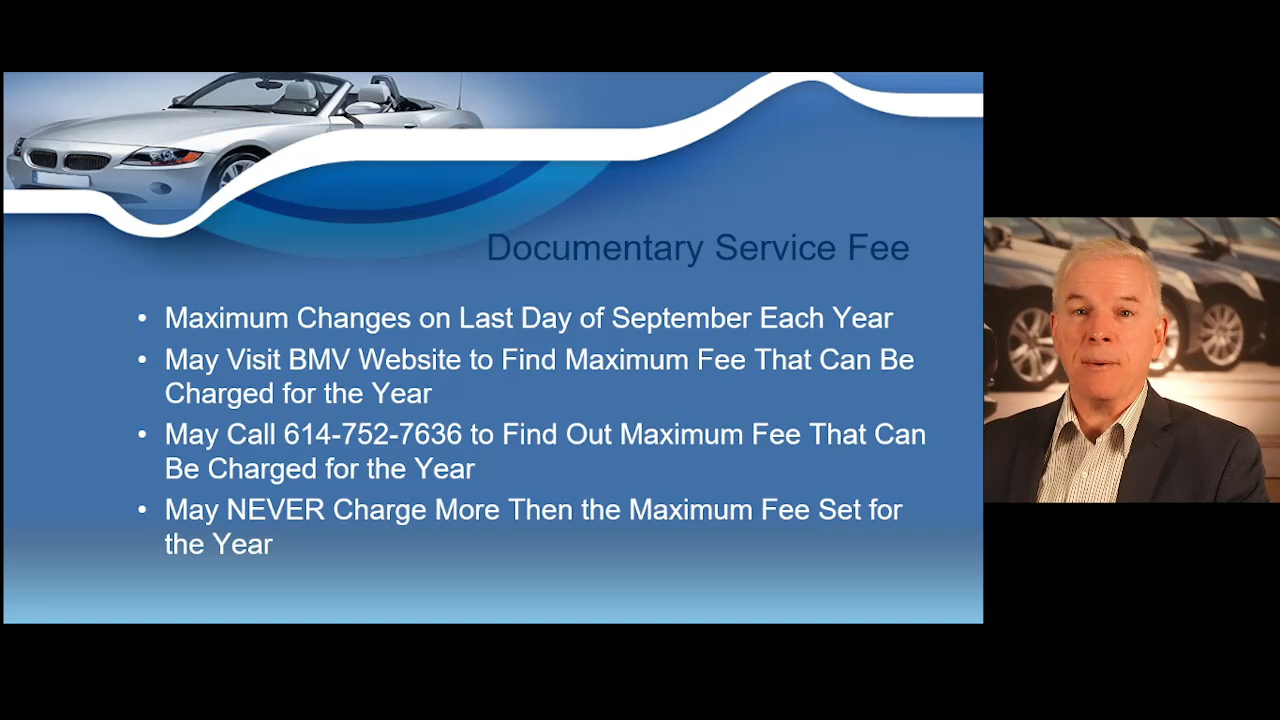 Documentary Service Fee
• Maximum Changes on Last Day of September Each Year
• May Visit BMV Website to Find Maximum Fee That Can Be
Charged for the Year
• May Call 614-752-7636 to Find Out Maximum Fee That Can
Be Charged for the Year
• May NEVER Charge More Then the Maximum Fee Set for
the Year